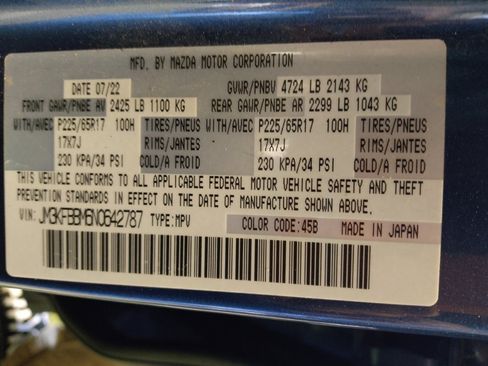 MFD. BY MAZDA MOTOR CORPORATION
DATE 07/22 GVWR/PNBV 4724 LB 2143 KG
FRONT GAWR/PNBE AV 2425 LB 1100 KG REAR GAWR/PNBE AR 2299 LB 1043 KG
WITH/AVEC P225/65R17 100H TIRES/PNEUS WITH/AVEC P225/65R17 100H TIRES/PNEUS
17X7J RIMS/JANTES 17X7J RIMS/JANTES
230 KPA/34 PSI COLD/A FROID 230 KPA/34 PSI COLD/A FROID
THIS VEHICLE CONFORMS TO ALL APPLICABLE FEDERAL MOTOR VEHICLE SAFETY AND THEFT
PREVENTION STANDARDS IN EFFECT ON THE DATE OF MANUFACTURE SHOWN ABOVE.
VIN: JM3KFBBM6N0642787 TYPE:MPV COLOR CODE:45B MADE IN JAPAN